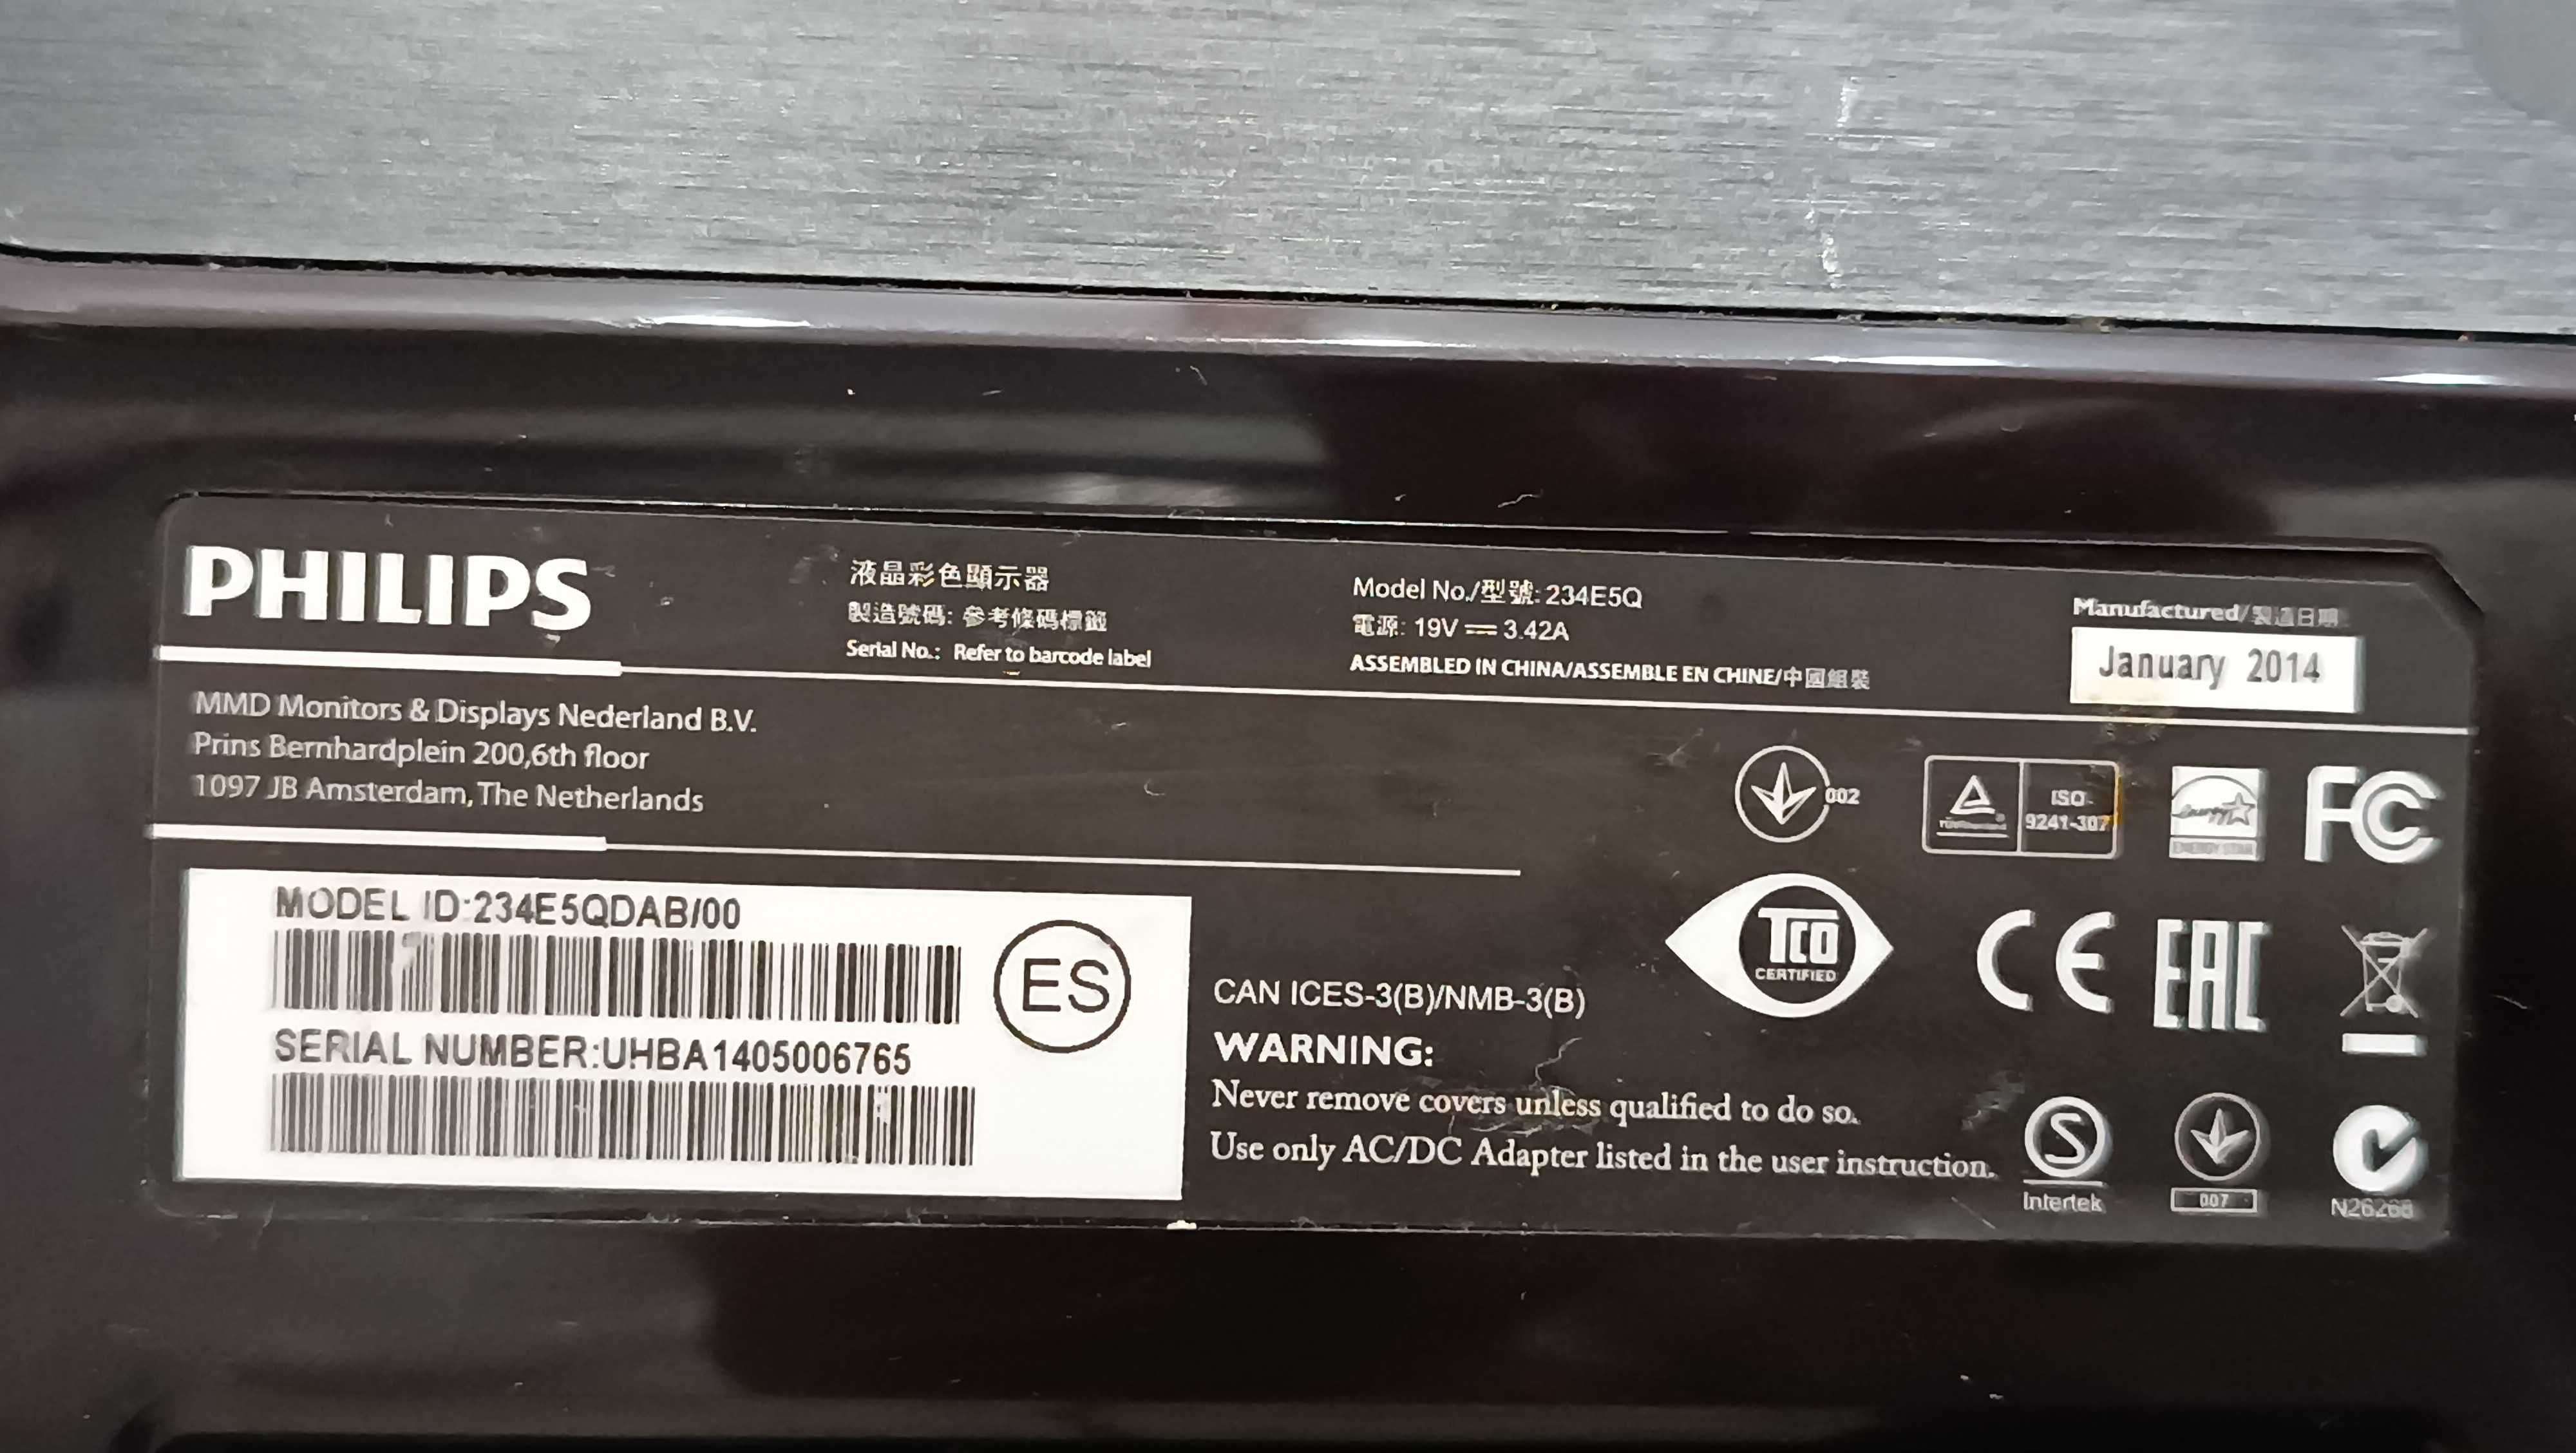 PHILIPS
液晶彩色顯示器
製造號碼: 參考條碼標籤
Serial No.: Refer to barcode label
Model No./型號: 234E5Q
電源: 19V ⎓ 3.42A
ASSEMBLED IN CHINA/ASSEMBLE EN CHINE/中國組裝
Manufactured/製造日期
January 2014
MMD Monitors & Displays Nederland B.V.
Prins Bernhardplein 200,6th floor
1097 JB Amsterdam, The Netherlands
002
TÜVRheinland
ISO
9241-307
energy
ENERGY STAR
FC
MODEL ID:234E5QDAB/00
SERIAL NUMBER:UHBA1405006765
ES
TCO
CERTIFIED
CE
EAC
CAN ICES-3(B)/NMB-3(B)
WARNING:
Never remove covers unless qualified to do so.
Use only AC/DC Adapter listed in the user instruction.
S
Intertek
007